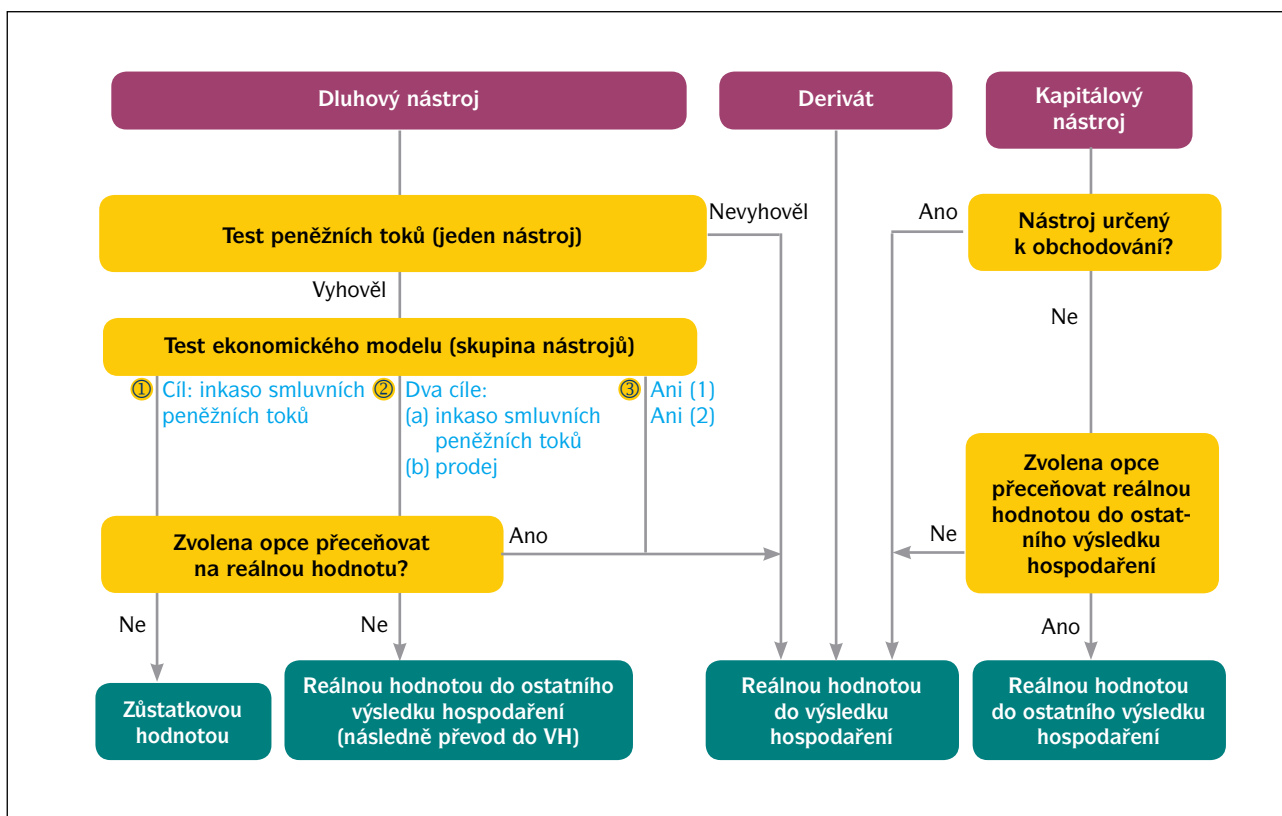 Dluhový nástroj
Derivát
Kapitálový
nástroj
Test peněžních toků (jeden nástroj)
Nevyhověl
Ano
Nástroj určený
k obchodování?
Vyhověl
Ne
Test ekonomického modelu (skupina nástrojů)
① Cíl: inkaso smluvních
peněžních toků
② Dva cíle:
(a) inkaso smluvních
peněžních toků
(b) prodej
③ Ani (1)
Ani (2)
Zvolena opce přeceňovat
na reálnou hodnotu?
Ano
Ne
Zvolena opce
přeceňovat reálnou
hodnotou do ostat-
ního výsledku
hospodaření
Ne
Ne
Ano
Zůstatkovou
hodnotou
Reálnou hodnotou do ostatního
výsledku hospodaření
(následně převod do VH)
Reálnou hodnotou
do výsledku
hospodaření
Reálnou hodnotou
do ostatního výsledku
hospodaření